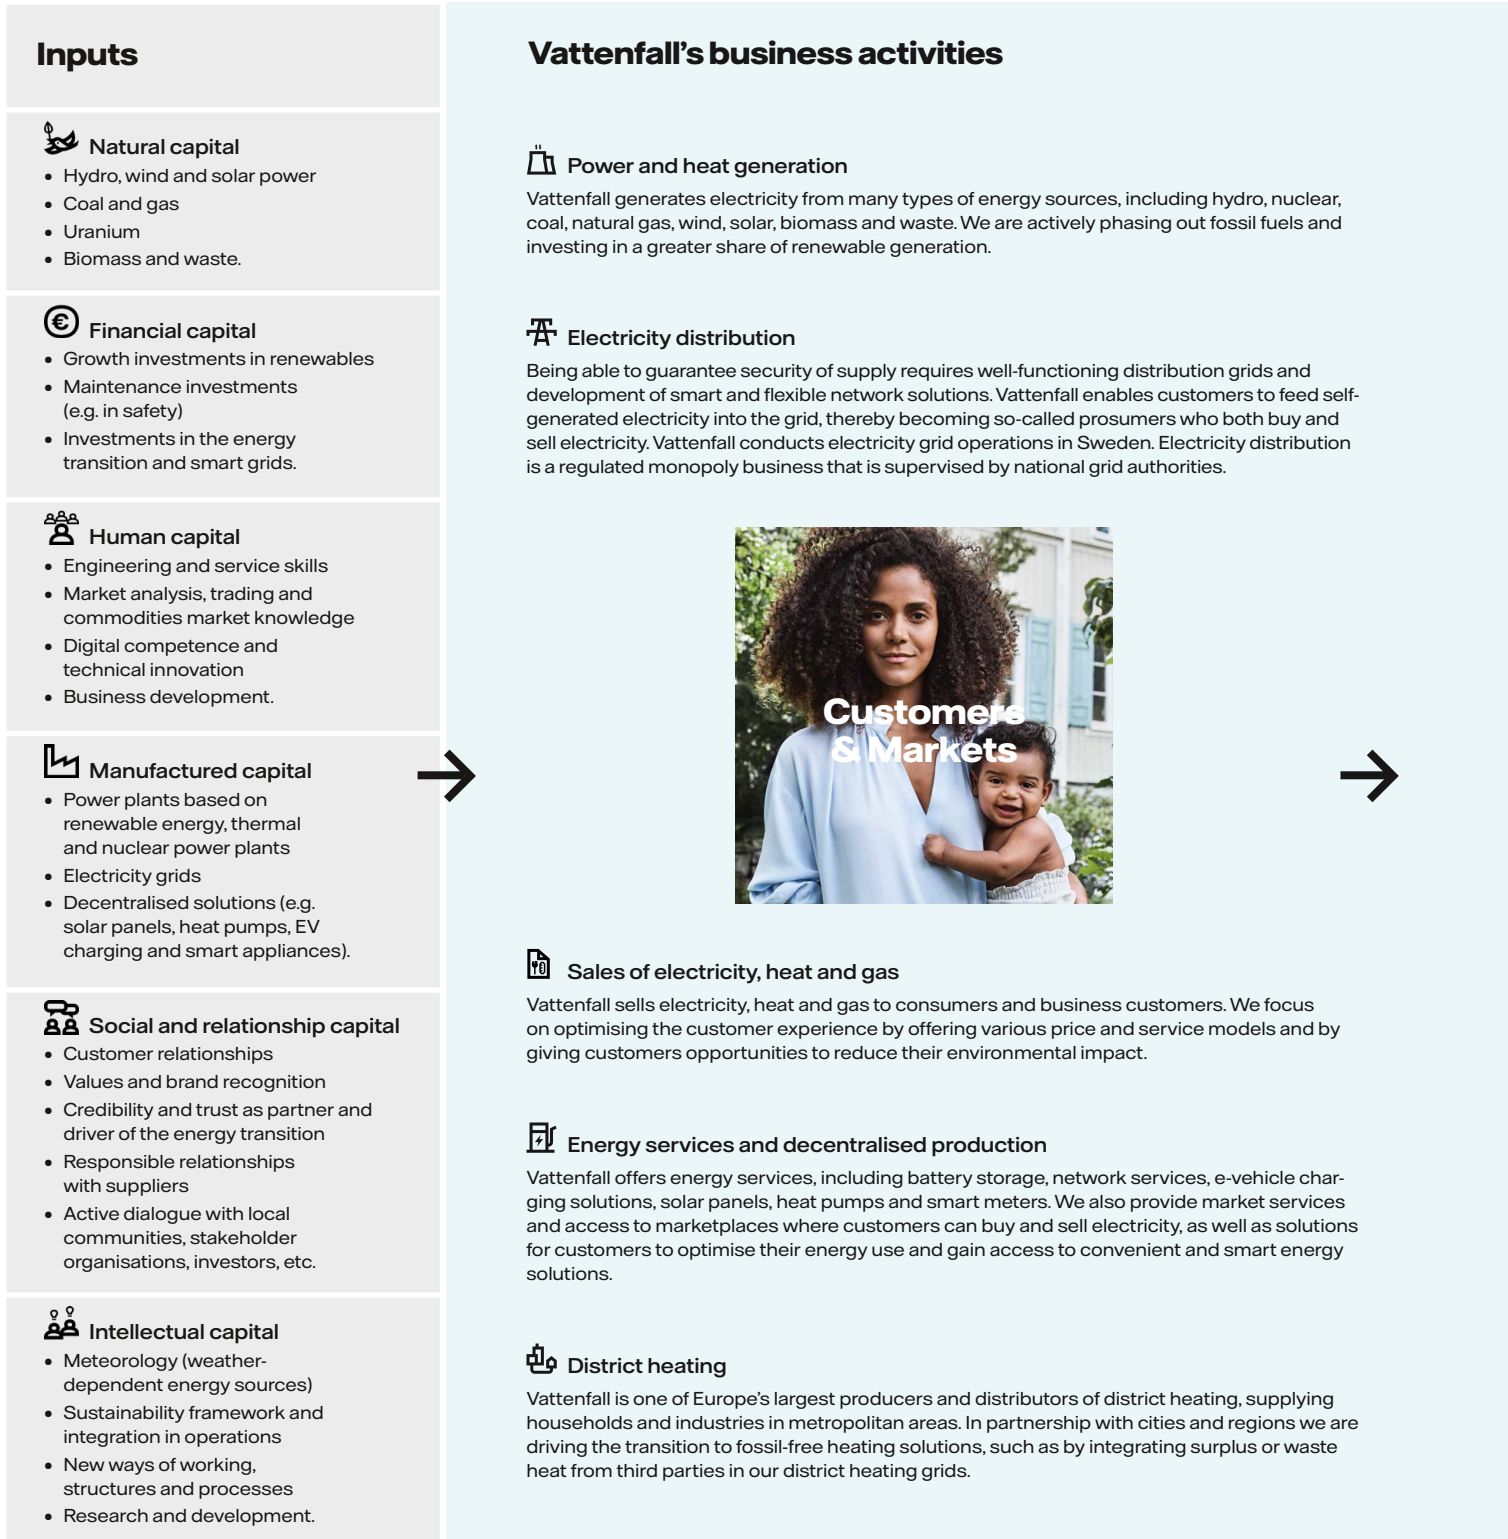 Inputs
Natural capital
• Hydro, wind and solar power
• Coal and gas
• Uranium
• Biomass and waste.
Financial capital
• Growth investments in renewables
• Maintenance investments
(e.g. in safety)
• Investments in the energy
transition and smart grids.
Human capital
• Engineering and service skills
• Market analysis, trading and
commodities market knowledge
• Digital competence and
technical innovation
• Business development.
Manufactured capital
• Power plants based on
renewable energy, thermal
and nuclear power plants
• Electricity grids
• Decentralised solutions (e.g.
solar panels, heat pumps, EV
charging and smart appliances).
Social and relationship capital
• Customer relationships
• Values and brand recognition
• Credibility and trust as partner and
driver of the energy transition
• Responsible relationships
with suppliers
• Active dialogue with local
communities, stakeholder
organisations, investors, etc.
Intellectual capital
• Meteorology (weather-
dependent energy sources)
• Sustainability framework and
integration in operations
• New ways of working,
structures and processes
• Research and development.
Vattenfall’s business activities
Power and heat generation
Vattenfall generates electricity from many types of energy sources, including hydro, nuclear,
coal, natural gas, wind, solar, biomass and waste. We are actively phasing out fossil fuels and
investing in a greater share of renewable generation.
Electricity distribution
Being able to guarantee security of supply requires well-functioning distribution grids and
development of smart and flexible network solutions. Vattenfall enables customers to feed self-
generated electricity into the grid, thereby becoming so-called prosumers who both buy and
sell electricity. Vattenfall conducts electricity grid operations in Sweden. Electricity distribution
is a regulated monopoly business that is supervised by national grid authorities.
Customers
& Markets
Sales of electricity, heat and gas
Vattenfall sells electricity, heat and gas to consumers and business customers. We focus
on optimising the customer experience by offering various price and service models and by
giving customers opportunities to reduce their environmental impact.
Energy services and decentralised production
Vattenfall offers energy services, including battery storage, network services, e-vehicle char-
ging solutions, solar panels, heat pumps and smart meters. We also provide market services
and access to marketplaces where customers can buy and sell electricity, as well as solutions
for customers to optimise their energy use and gain access to convenient and smart energy
solutions.
District heating
Vattenfall is one of Europe’s largest producers and distributors of district heating, supplying
households and industries in metropolitan areas. In partnership with cities and regions we are
driving the transition to fossil-free heating solutions, such as by integrating surplus or waste
heat from third parties in our district heating grids.